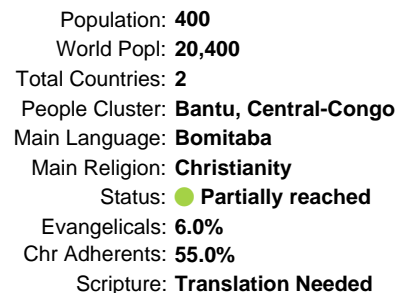 Population: 400
World Popl: 20,400
Total Countries: 2
People Cluster: Bantu, Central-Congo
Main Language: Bomitaba
Main Religion: Christianity
Status: Partially reached
Evangelicals: 6.0%
Chr Adherents: 55.0%
Scripture: Translation Needed